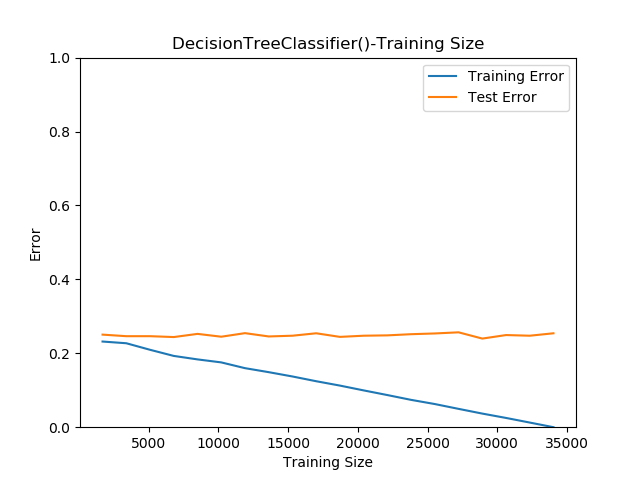 DecisionTreeClassifier()-Training Size
1.0
0.8
0.6
0.4
0.2
0.0
Error
Training Error
Test Error
5000 10000 15000 20000 25000 30000 35000
Training Size